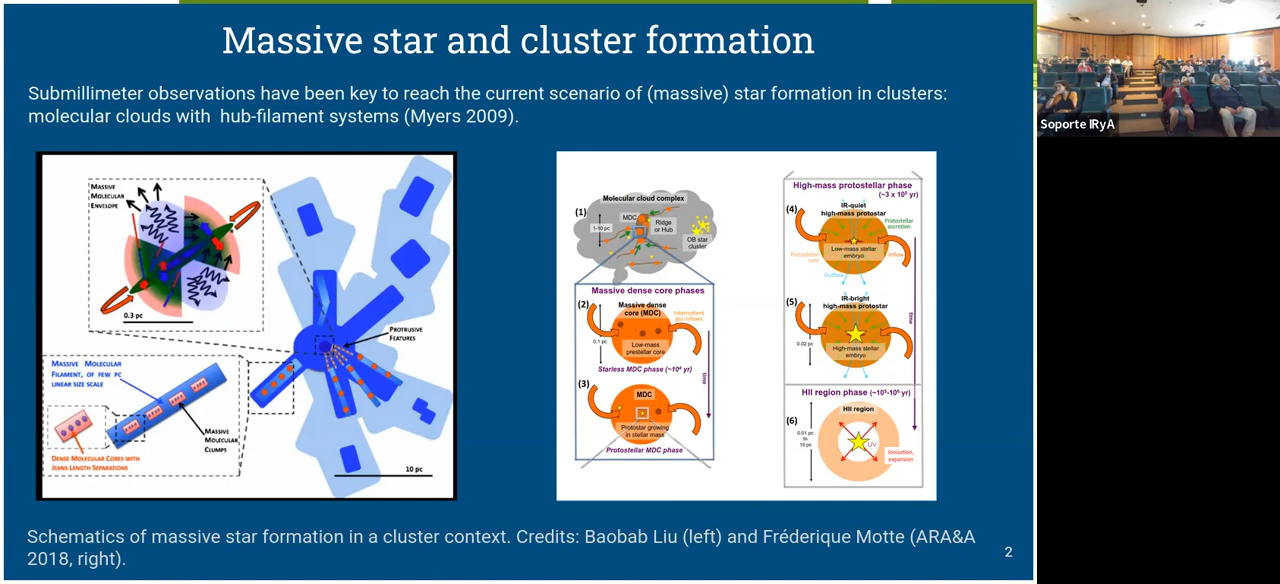 Massive star and cluster formation
Submillimeter observations have been key to reach the current scenario of (massive) star formation in clusters:
molecular clouds with hub-filament systems (Myers 2009).
MASSIVE
MOLECULAR
ENVELOPE
0.3 pc
PROTRUSIVE
FEATURES
MASSIVE MOLECULAR
FILAMENT, OF FEW PC
LINEAR SIZE SCALE
MASSIVE
MOLECULAR
CLUMPS
DENSE MOLECULAR CORES WITH
JEANS LENGTH SEPARATIONS
10 pc
Molecular cloud complex
(1)
1-10 pc
MDC
Ridge
or Hub
OB star
cluster
Massive dense core phases
(2)
Massive dense
core (MDC)
Intermittent
gas inflows
0.1 pc
Low-mass
prestellar core
Starless MDC phase (~10⁴ yr)
time
(3)
MDC
Protostar growing
in stellar mass
Protostellar MDC phase
High-mass protostellar phase
(~3 x 10⁵ yr)
(4)
IR-quiet
high-mass protostar
Protostellar
accretion
Low-mass stellar
embryo
Protostellar
core
Inflow
Outflow
(5)
IR-bright
high-mass protostar
time
0.02 pc
High-mass stellar
embryo
HII region phase (~10⁵-10⁶ yr)
(6)
HII region
0.01 pc
to
10 pc
UV
Ionization,
expansion
Schematics of massive star formation in a cluster context. Credits: Baobab Liu (left) and Fréderique Motte (ARA&A
2018, right).
2
Soporte IRyA